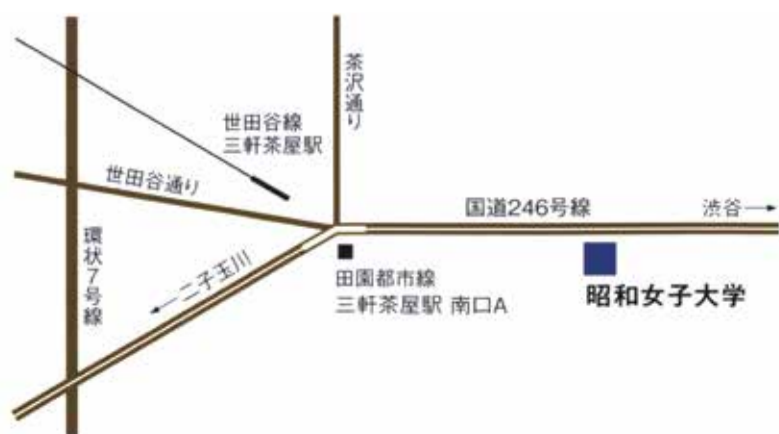 茶沢通り
世田谷線
三軒茶屋駅
世田谷通り
国道246号線
渋谷→
環状7号線
←二子玉川
田園都市線
三軒茶屋駅 南口A
昭和女子大学